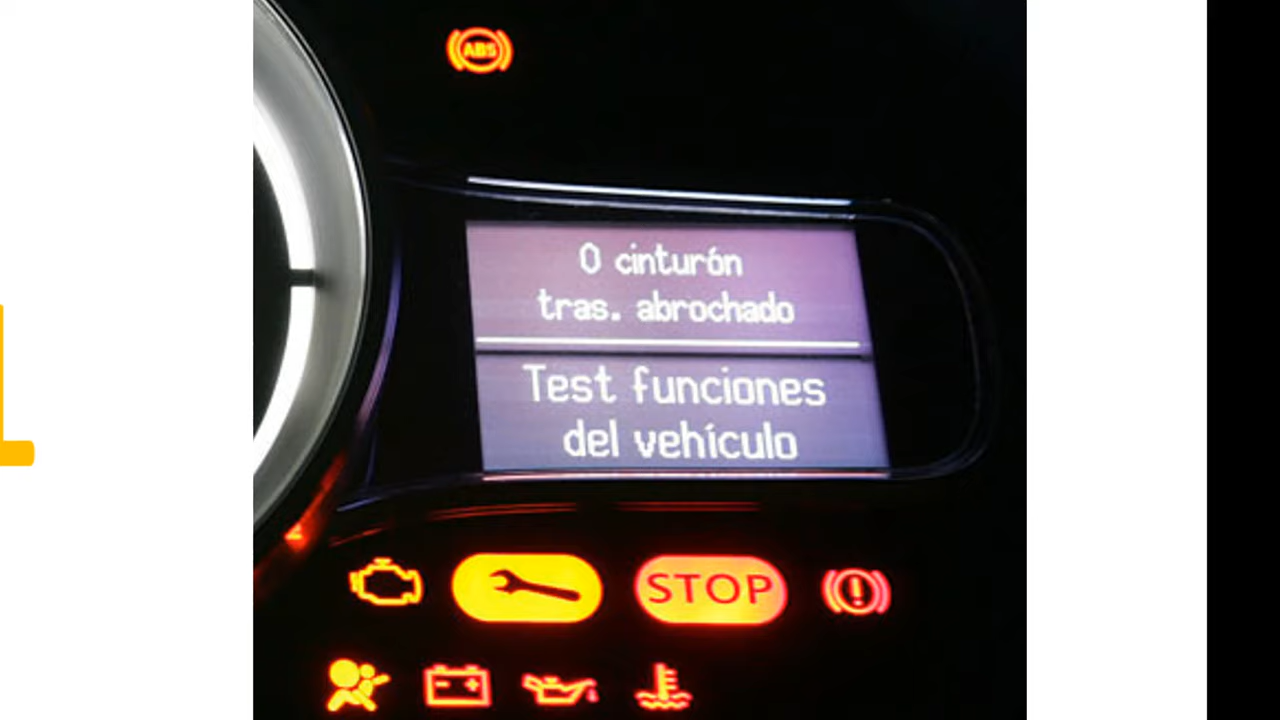 ABS
0 cinturón
tras. abrochado
Test funciones
del vehículo
STOP